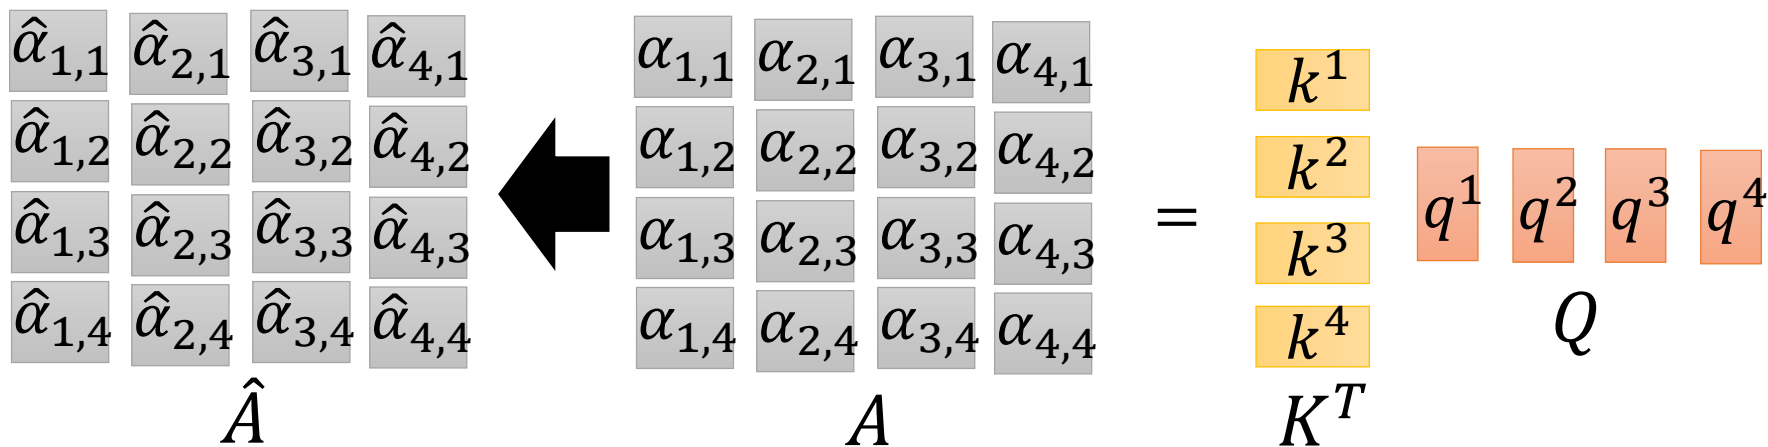 α̂₁,₁ α̂₂,₁ α̂₃,₁ α̂₄,₁ α₁,₁ α₂,₁ α₃,₁ α₄,₁ k¹
α̂₁,₂ α̂₂,₂ α̂₃,₂ α̂₄,₂ α₁,₂ α₂,₂ α₃,₂ α₄,₂ k²
= q¹ q² q³ q⁴
α̂₁,₃ α̂₂,₃ α̂₃,₃ α̂₄,₃ α₁,₃ α₂,₃ α₃,₃ α₄,₃ k³
α̂₁,₄ α̂₂,₄ α̂₃,₄ α̂₄,₄ α₁,₄ α₂,₄ α₃,₄ α₄,₄ k⁴ Q
Â A Kᵀ